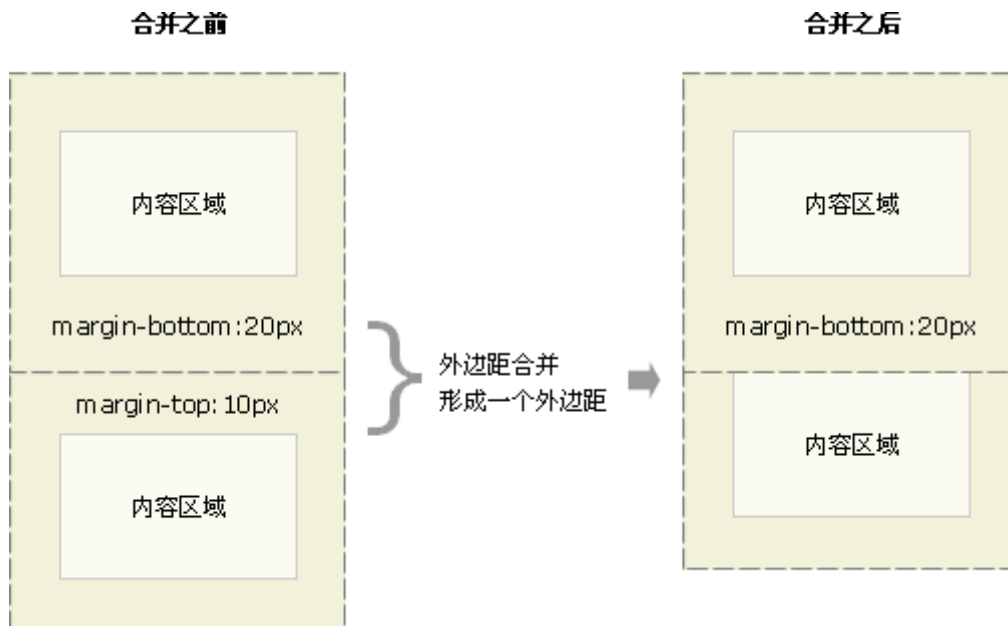 合并之前
合并之后
内容区域
margin-bottom:20px
margin-top:10px
内容区域
外边距合并
形成一个外边距
内容区域
margin-bottom:20px
内容区域